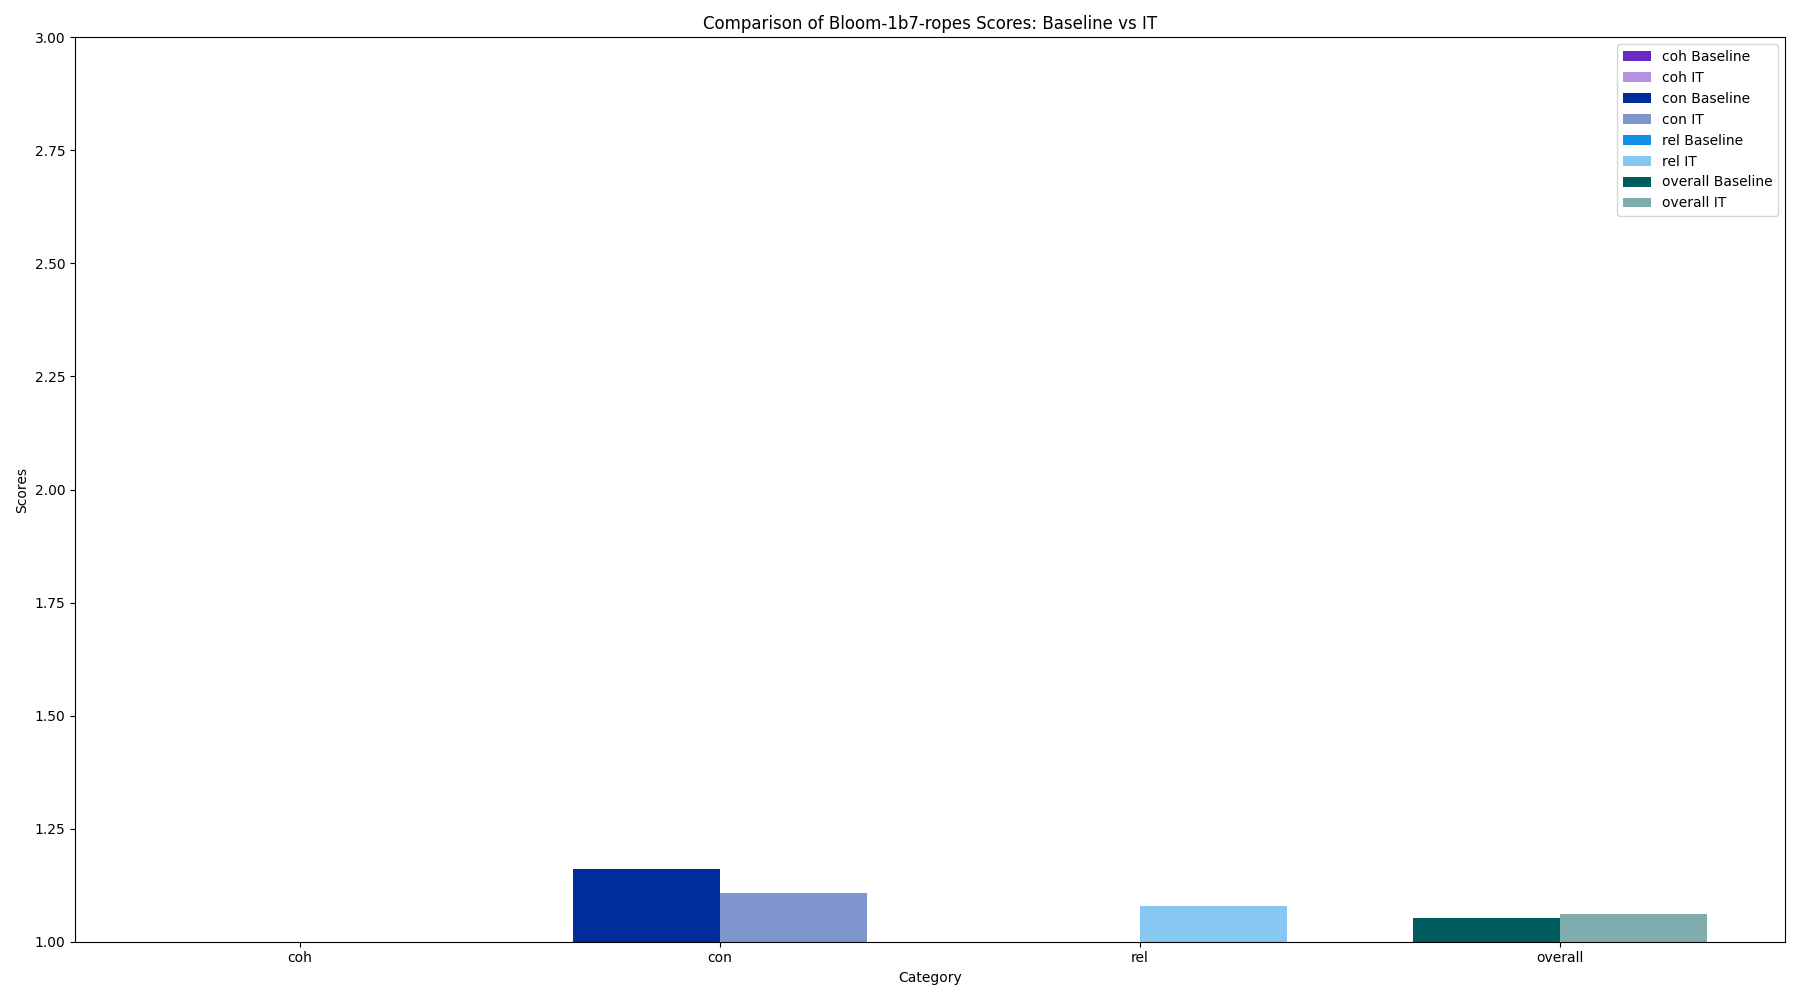 Comparison of Bloom-1b7-ropes Scores: Baseline vs IT
3.00
2.75
2.50
2.25
2.00
1.75
1.50
1.25
1.00
Scores
coh Baseline
coh IT
con Baseline
con IT
rel Baseline
rel IT
overall Baseline
overall IT
coh
con
rel
overall
Category